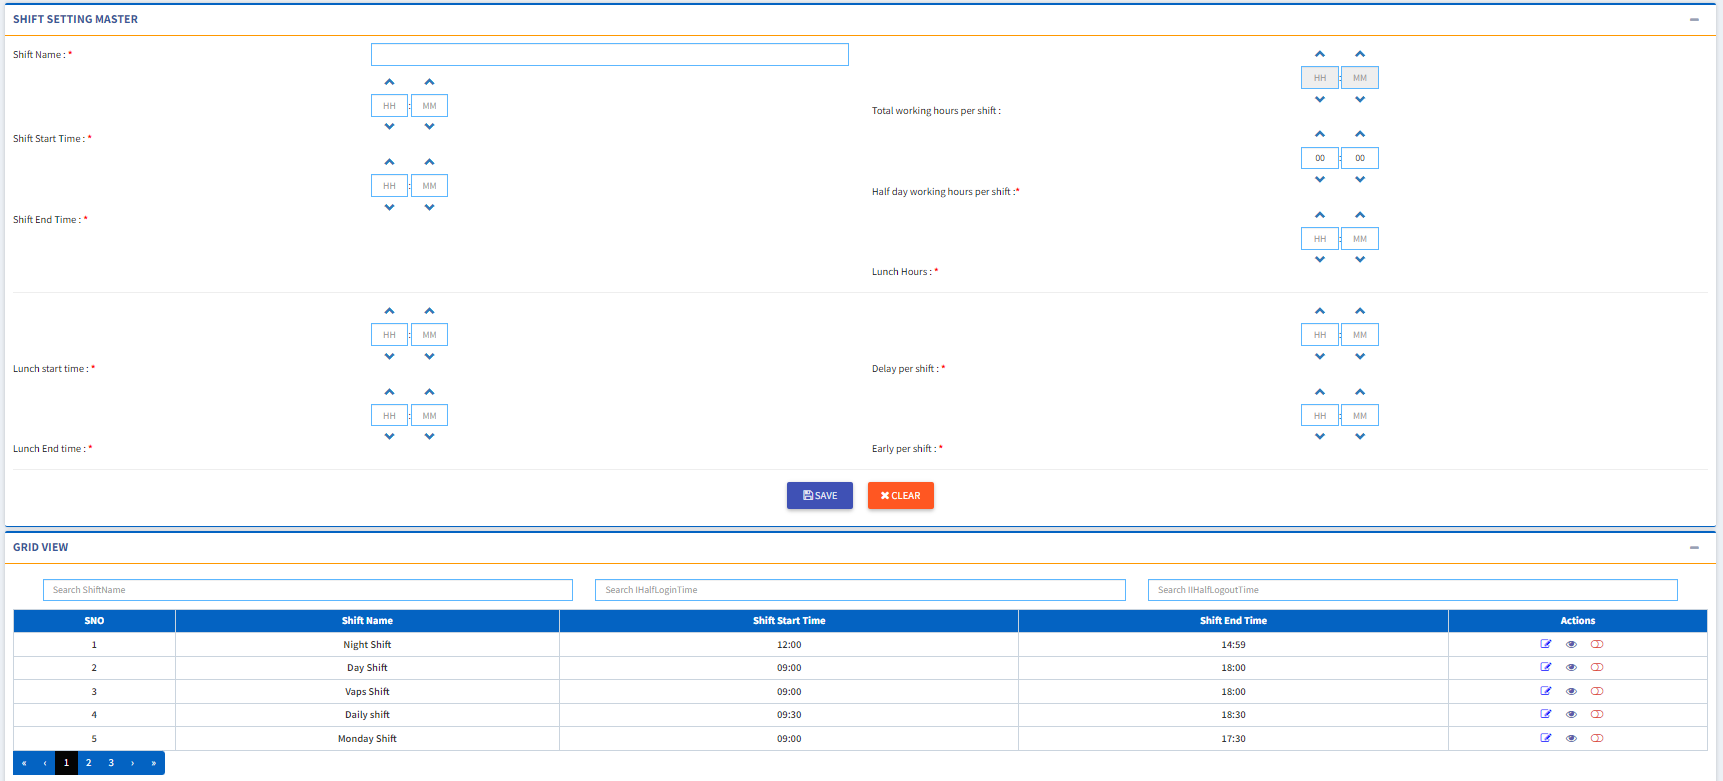 SHIFT SETTING MASTER
Shift Name : *
HH : MM
HH : MM
Total working hours per shift :
Shift Start Time : *
00 : 00
HH : MM
Half day working hours per shift :*
Shift End Time : *
HH : MM
Lunch Hours : *
HH : MM
HH : MM
Lunch start time : *
Delay per shift : *
HH : MM
HH : MM
Lunch End time : *
Early per shift : *
SAVE
CLEAR
GRID VIEW
Search ShiftName
Search IHalfLoginTime
Search IIHalfLogoutTime
SNO Shift Name Shift Start Time Shift End Time Actions
1 Night Shift 12:00 14:59
2 Day Shift 09:00 18:00
3 Vaps Shift 09:00 18:00
4 Daily shift 09:30 18:30
5 Monday Shift 09:00 17:30
« ‹ 1 2 3 › »